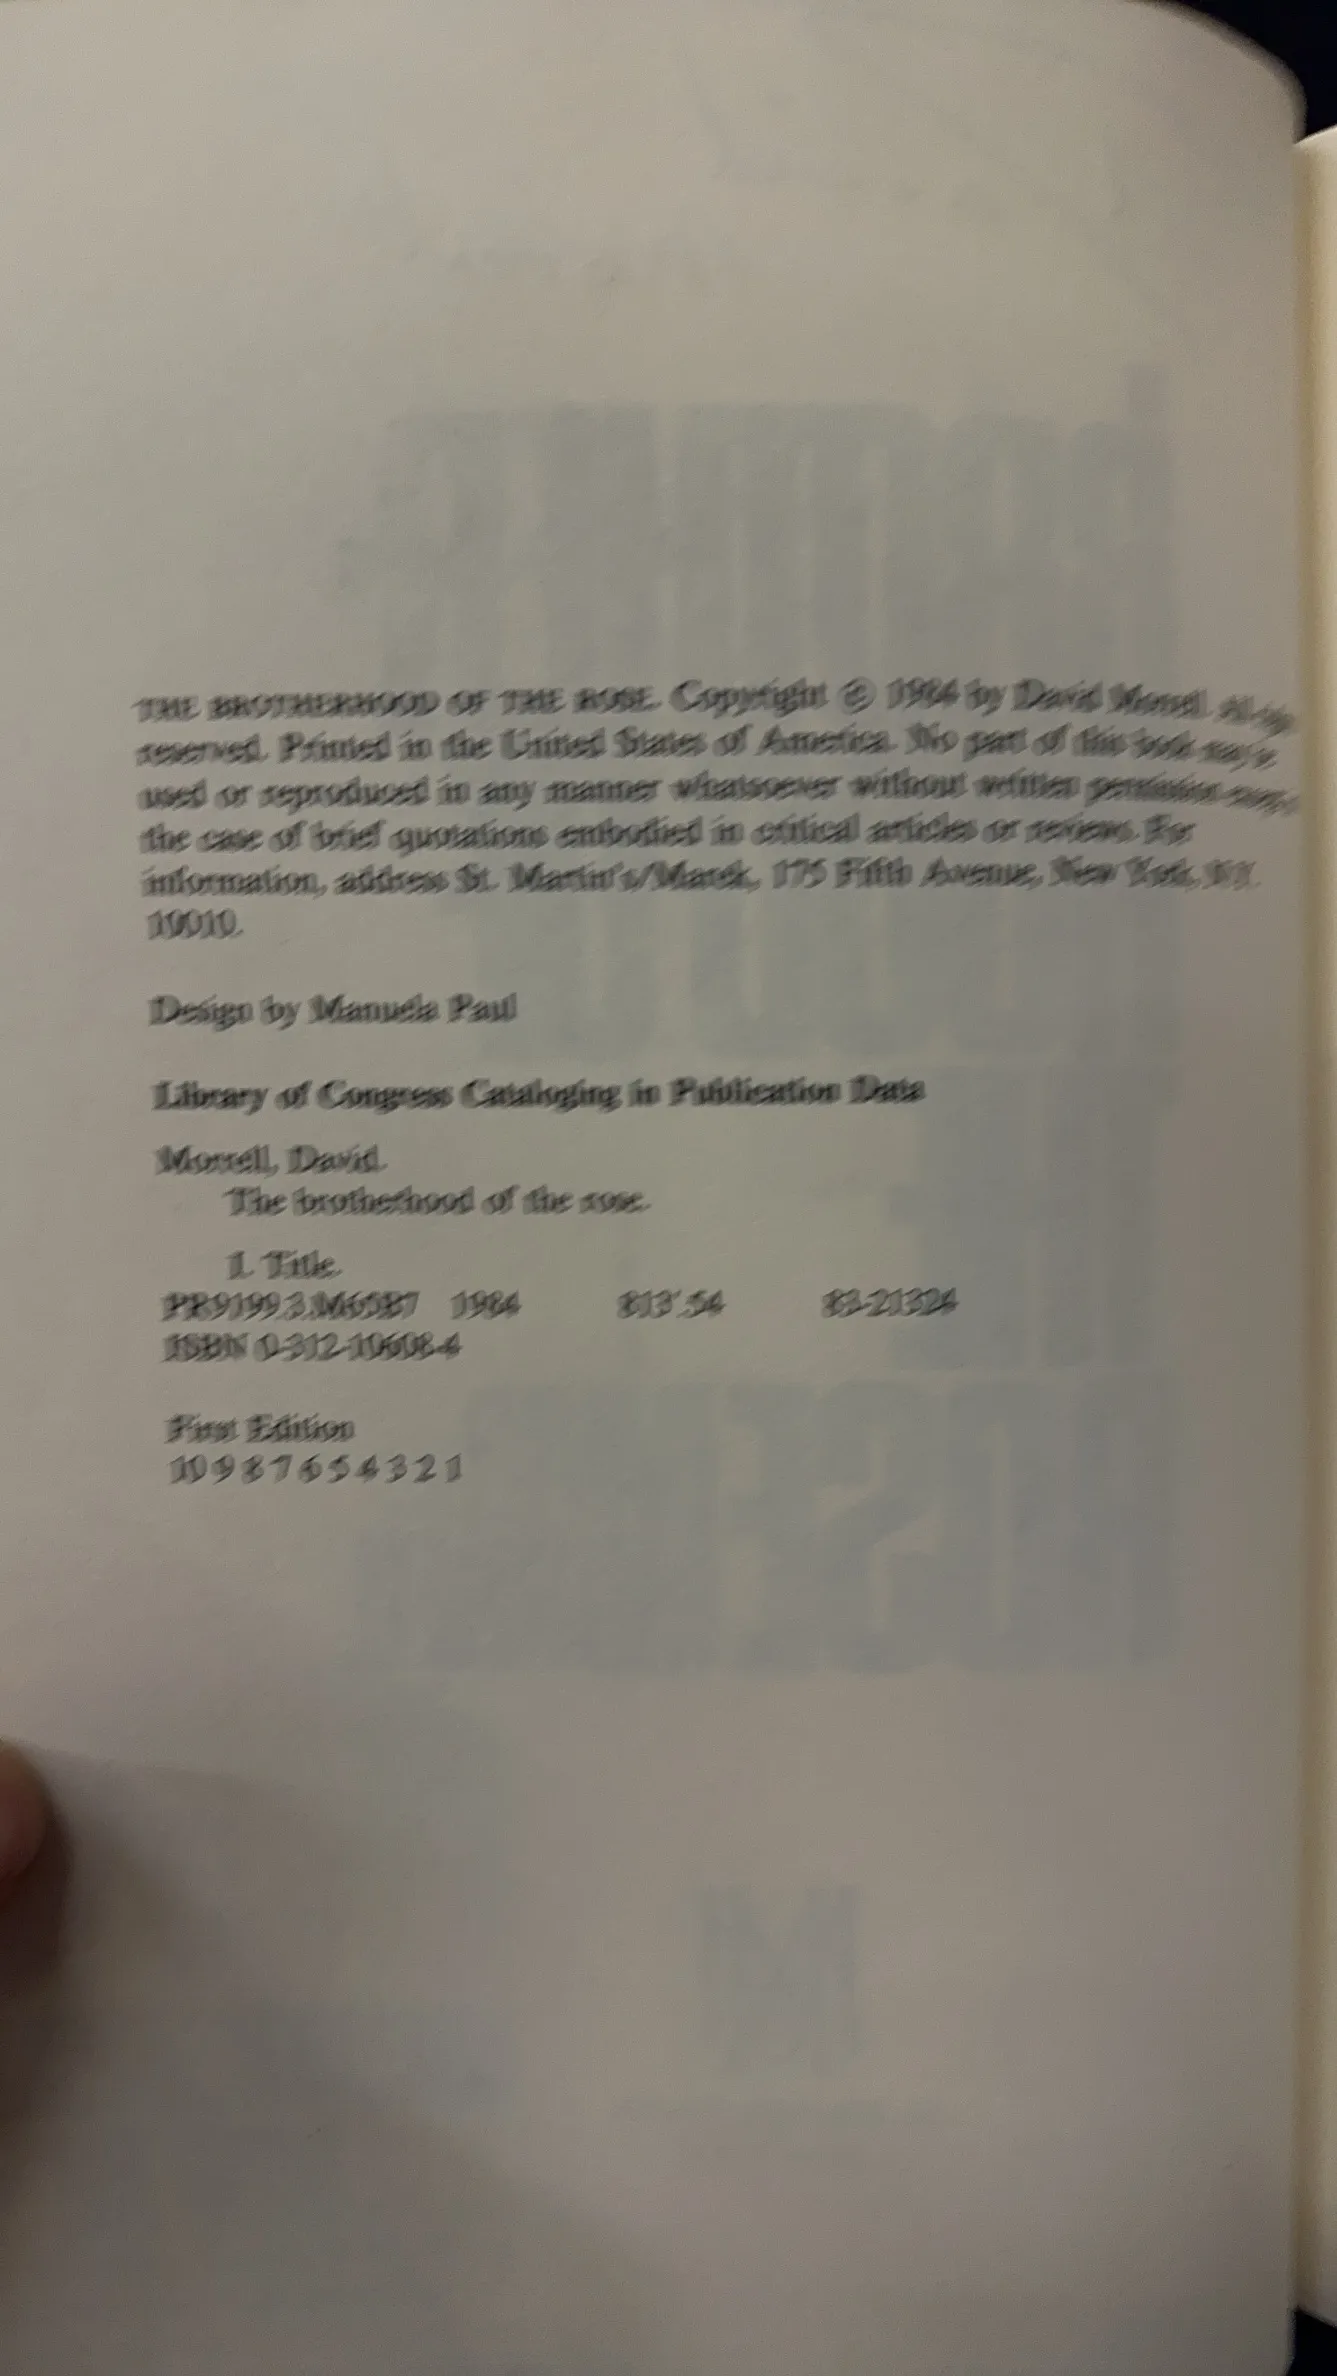 THE BROTHERHOOD OF THE ROSE. Copyright © 1984 by David Morrell. All rights
reserved. Printed in the United States of America. No part of this book may be
used or reproduced in any manner whatsoever without written permission except in
the case of brief quotations embodied in critical articles or reviews. For
information, address St. Martin's/Marek, 175 Fifth Avenue, New York, N.Y.
10010.
Design by Manuela Paul
Library of Congress Cataloging in Publication Data
Morrell, David.
The brotherhood of the rose.
I. Title.
PR9199.3.M65B7 1984 813'.54 83-21324
ISBN 0-312-10608-4
First Edition
10 9 8 7 6 5 4 3 2 1